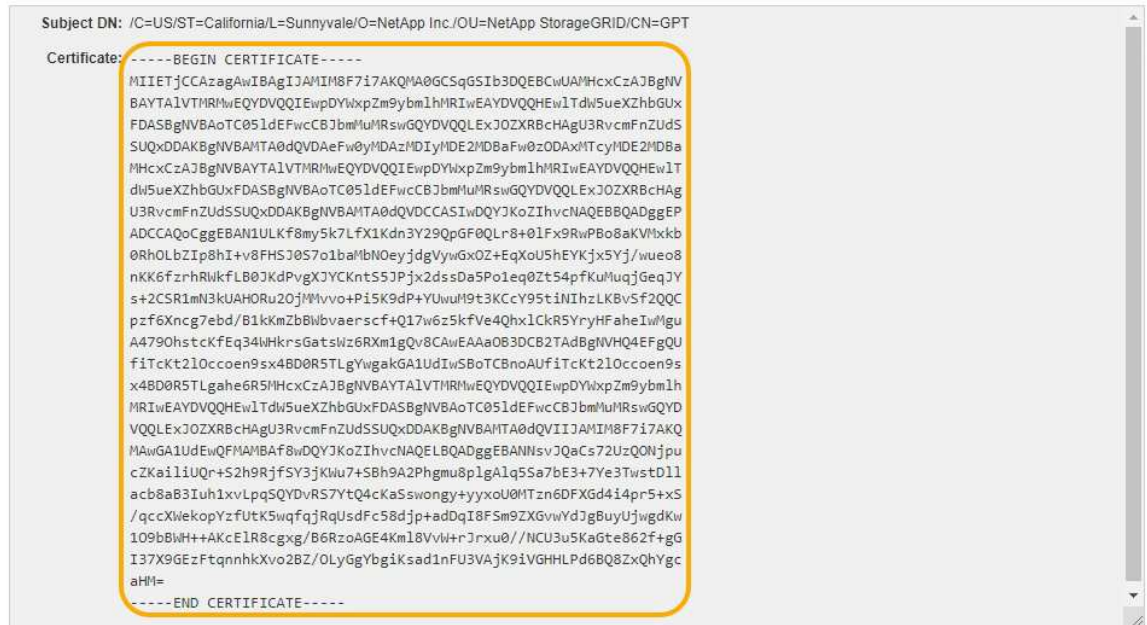 Subject DN: /C=US/ST=California/L=Sunnyvale/O=NetApp Inc./OU=NetApp StorageGRID/CN=GPT
Certificate: -----BEGIN CERTIFICATE-----
MIIETjCCAzagAwIBAgIJAMIM8F7i7AKQMA0GCSqGSIb3DQEBCwUAMHcxCzAJBgNV
BAYTAlVTMRMwEQYDVQQIEwpDYWxpZm9ybmlhMRIwEAYDVQQHEwlTdW5ueXZhbGUx
FDASBgNVBAoTC05ldEFwcCBJbmMuMRswGQYDVQQLExJOZXRBcHAgU3RvcmFnZUdS
SUQxDDAKBgNVBAMTA0dQVDAeFw0yMDAzMDIyMDE2MDBaFw0zODAxMTcyMDE2MDBa
MHcxCzAJBgNVBAYTAlVTMRMwEQYDVQQIEwpDYWxpZm9ybmlhMRIwEAYDVQQHEwlT
dW5ueXZhbGUxFDASBgNVBAoTC05ldEFwcCBJbmMuMRswGQYDVQQLExJOZXRBcHAg
U3RvcmFnZUdSSUQxDDAKBgNVBAMTA0dQVDCCASIwDQYJKoZIhvcNAQEBBQADggEP
ADCCAQoCggEBAN1ULKf8my5k7LfX1Kdn3Y29QpGF0QLr8+0lFx9RwPBo8aKVMxkb
0RhOLbZIp8hI+v8FHSJ0S7o1baMbNOeyjdgVywGxOZ+EqXoU5hEYKjx5Yj/wueo8
nKK6fzrhRWkfLB0JKdPvgXJYCKntS5JPjx2dssDa5Po1eq0Zt54pfKuMuqjGeqJY
s+2CSR1mN3kUAHORu2OjMMvvo+Pi5K9dP+YUwuM9t3KCcY95tiNIhzLKBvSf2QQC
pzf6Xncg7ebd/B1kKmZbBWbvaerscf+Q17w6z5kfVe4QhxlCkR5YryHFaheIwMgu
A479OhstcKfEq34WHkrsGatsWz6RXm1gQv8CAwEAAaOB3DCB2TAdBgNVHQ4EFgQU
fiTcKt2lOccoen9sx4BD0R5TLgYwgakGA1UdIwSBoTCBnoAUfiTcKt2lOccoen9s
x4BD0R5TLgahe6R5MHcxCzAJBgNVBAYTAlVTMRMwEQYDVQQIEwpDYWxpZm9ybmlh
MRIwEAYDVQQHEwlTdW5ueXZhbGUxFDASBgNVBAoTC05ldEFwcCBJbmMuMRswGQYD
VQQLExJOZXRBcHAgU3RvcmFnZUdSSUQxDDAKBgNVBAMTA0dQVIIJAMIM8F7i7AKQ
MAwGA1UdEwQFMAMBAf8wDQYJKoZIhvcNAQELBQADggEBANNsvJQaCs72UzQONjpu
cZKailiUQr+S2h9RjfSY3jKWu7+SBh9A2Phgmu8plgAlq5Sa7bE3+7Ye3TwstDll
acb8aB3Iuh1xvLpqSQYDvRS7YtQ4cKaSswongy+yyxoU0MTzn6DFXGd4i4pr5+xS
/qccXWekopYzfUtK5wqfqjRqUsdFc58djp+adDqI8FSm9ZXGvwYdJgBuyUjwgdKw
1O9bBWH++AKcElR8cgxg/B6RzoAGE4Kml8VvW+rJrxu0//NCU3u5KaGte862f+gG
I37X9GEzFtqnnhkXvo2BZ/OLyGgYbgiKsad1nFU3VAjK9iVGHHLPd6BQ8ZxQhYgc
aHM=
-----END CERTIFICATE-----